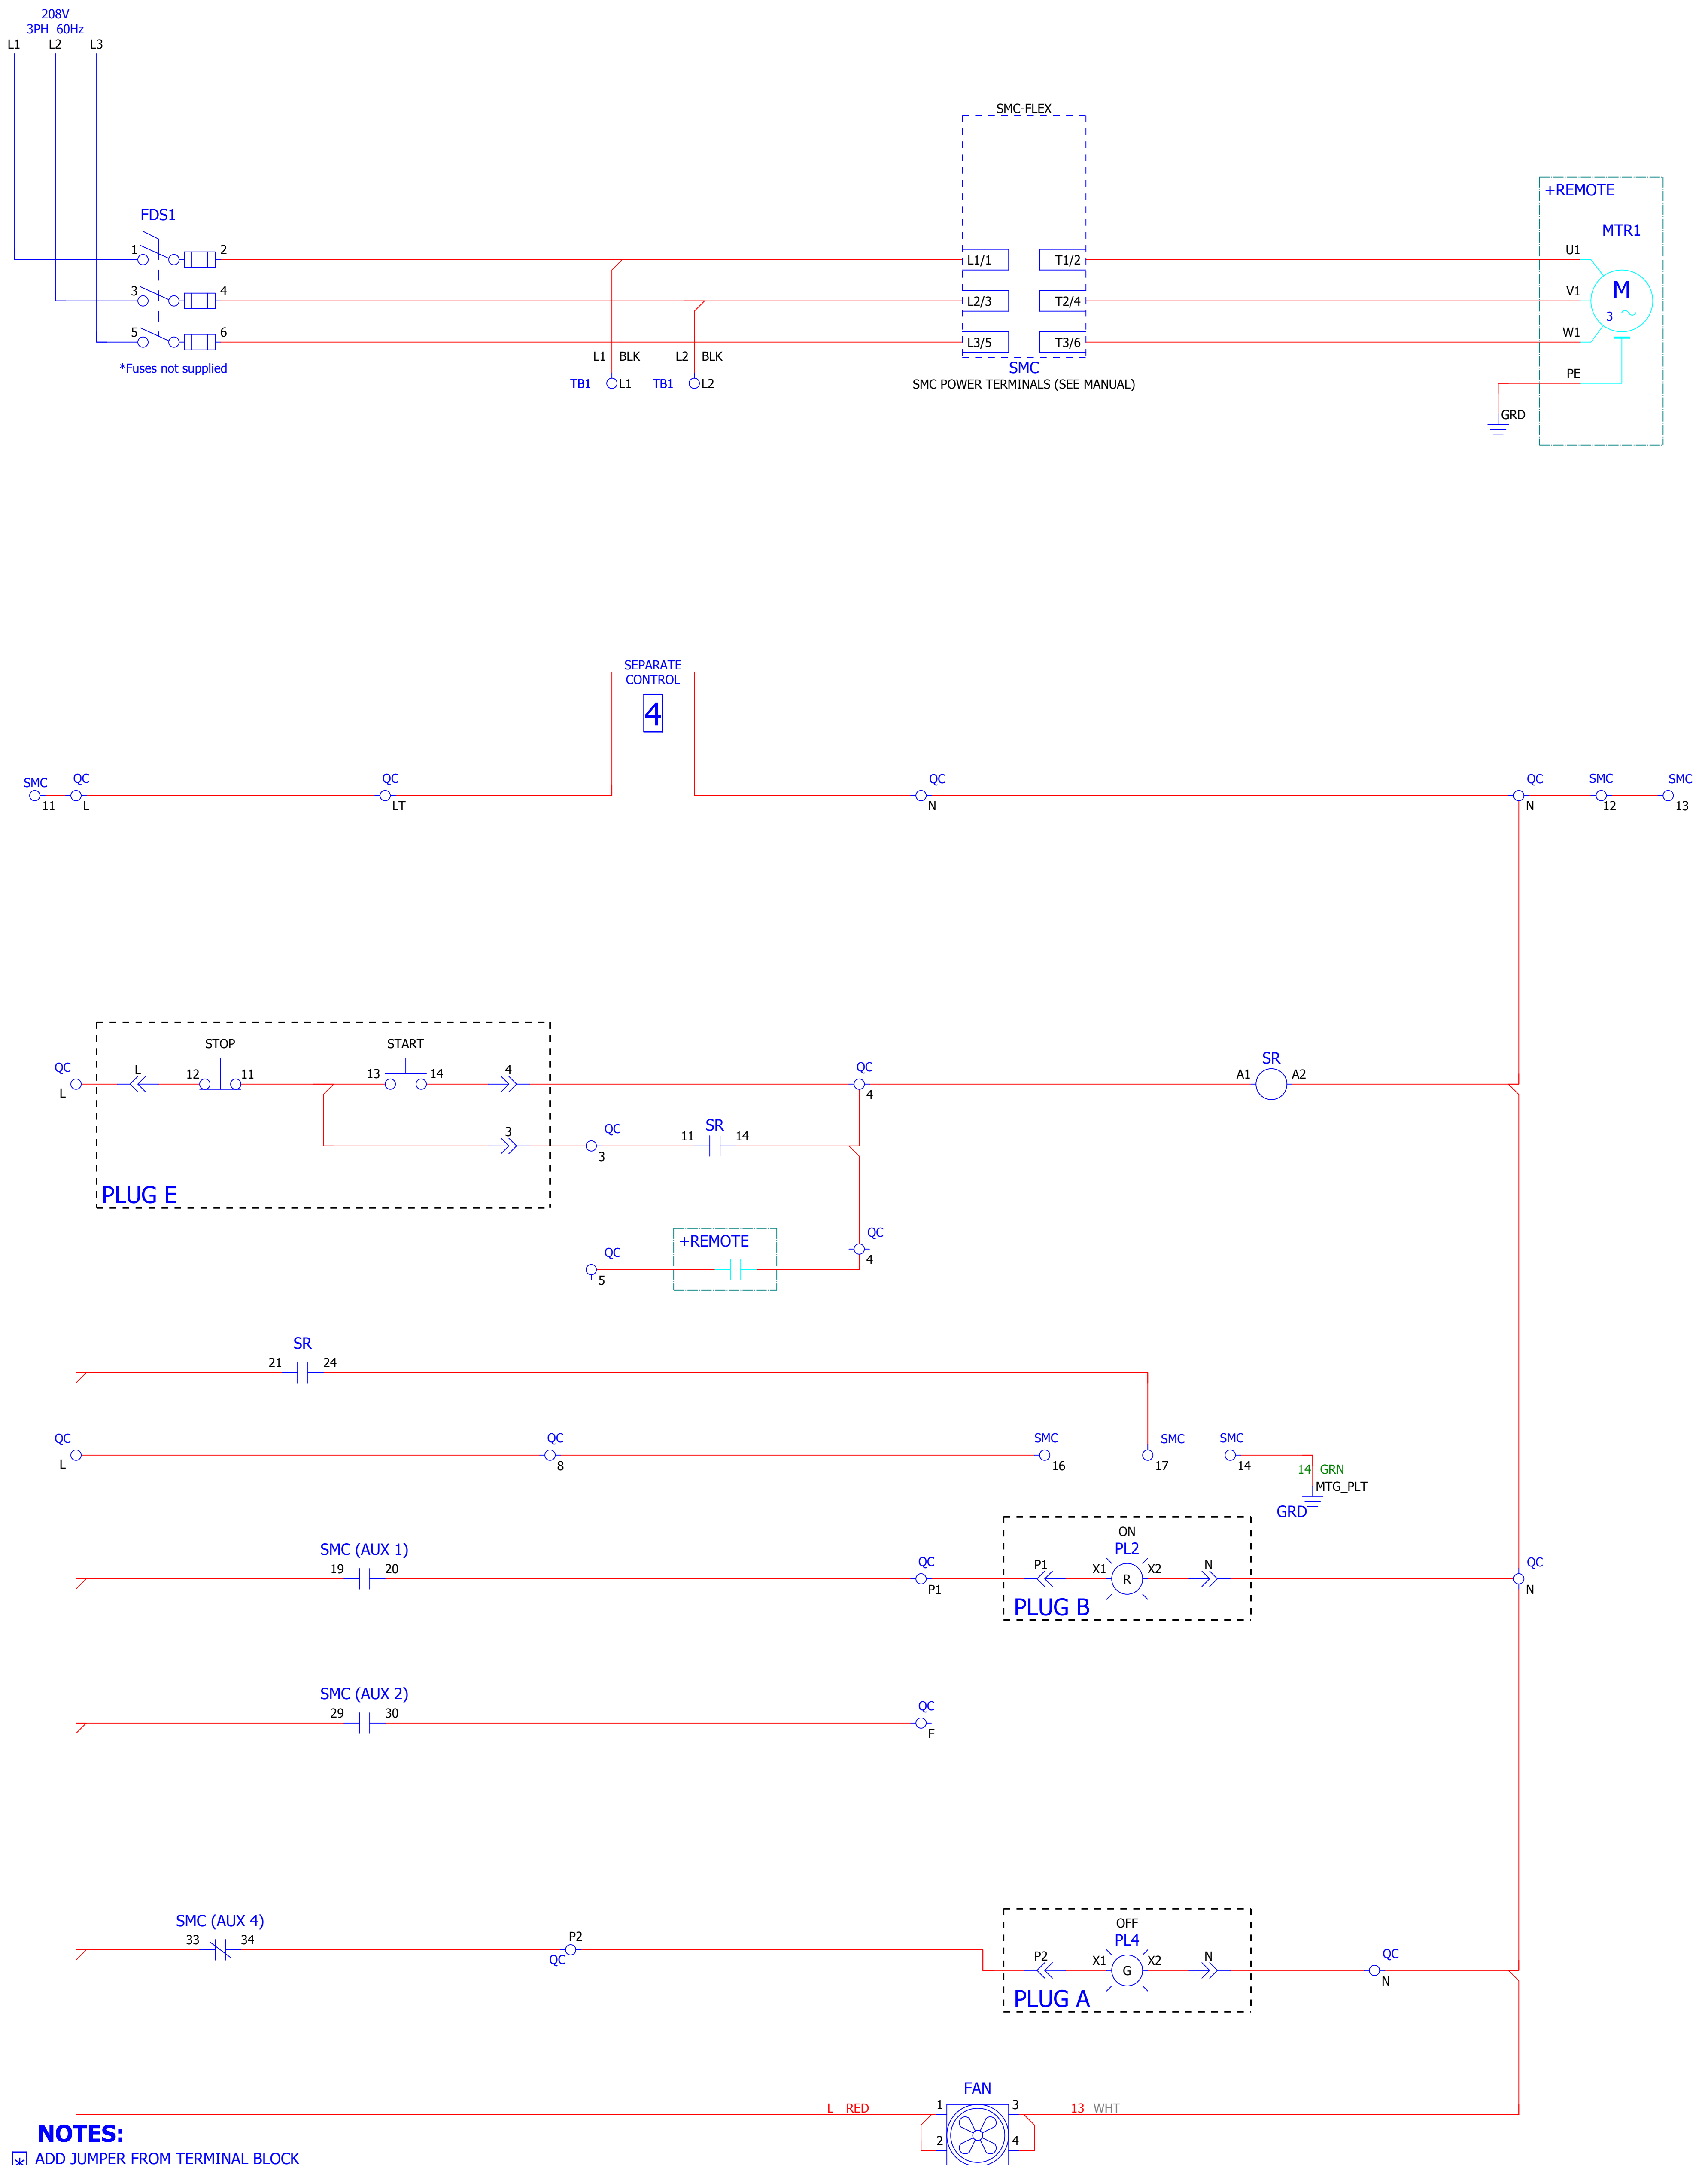 208V
3PH 60Hz
L1 L2 L3
SMC-FLEX
+REMOTE
FDS1
MTR1
1 2
L1/1 T1/2
U1
3 4
L2/3 T2/4
V1
M
3
5 6
L3/5 T3/6
W1
L1 BLK L2 BLK
*Fuses not supplied
SMC
PE
TB1 L1 TB1 L2
SMC POWER TERMINALS (SEE MANUAL)
GRD
SEPARATE
CONTROL
4
SMC QC QC QC QC SMC SMC
11 L LT N N 12 13
STOP START
QC L 12 11 13 14 4 QC SR
L 4 A1 A2
3 QC 11 SR 14
3
PLUG E
+REMOTE
QC QC
5 4
SR
21 24
QC QC SMC SMC SMC
L 8 16 17 14
14 GRN
MTG_PLT
GRD
ON
SMC (AUX 1) PL2
19 20 QC P1 X1 X2 N QC
R
P1 N
PLUG B
SMC (AUX 2)
29 30 QC
F
SMC (AUX 4) OFF
33 34 P2 PL4
QC P2 X1 X2 N QC
G
N
PLUG A
FAN
L RED 1 3 13 WHT
2 4
NOTES:
* ADD JUMPER FROM TERMINAL BLOCK